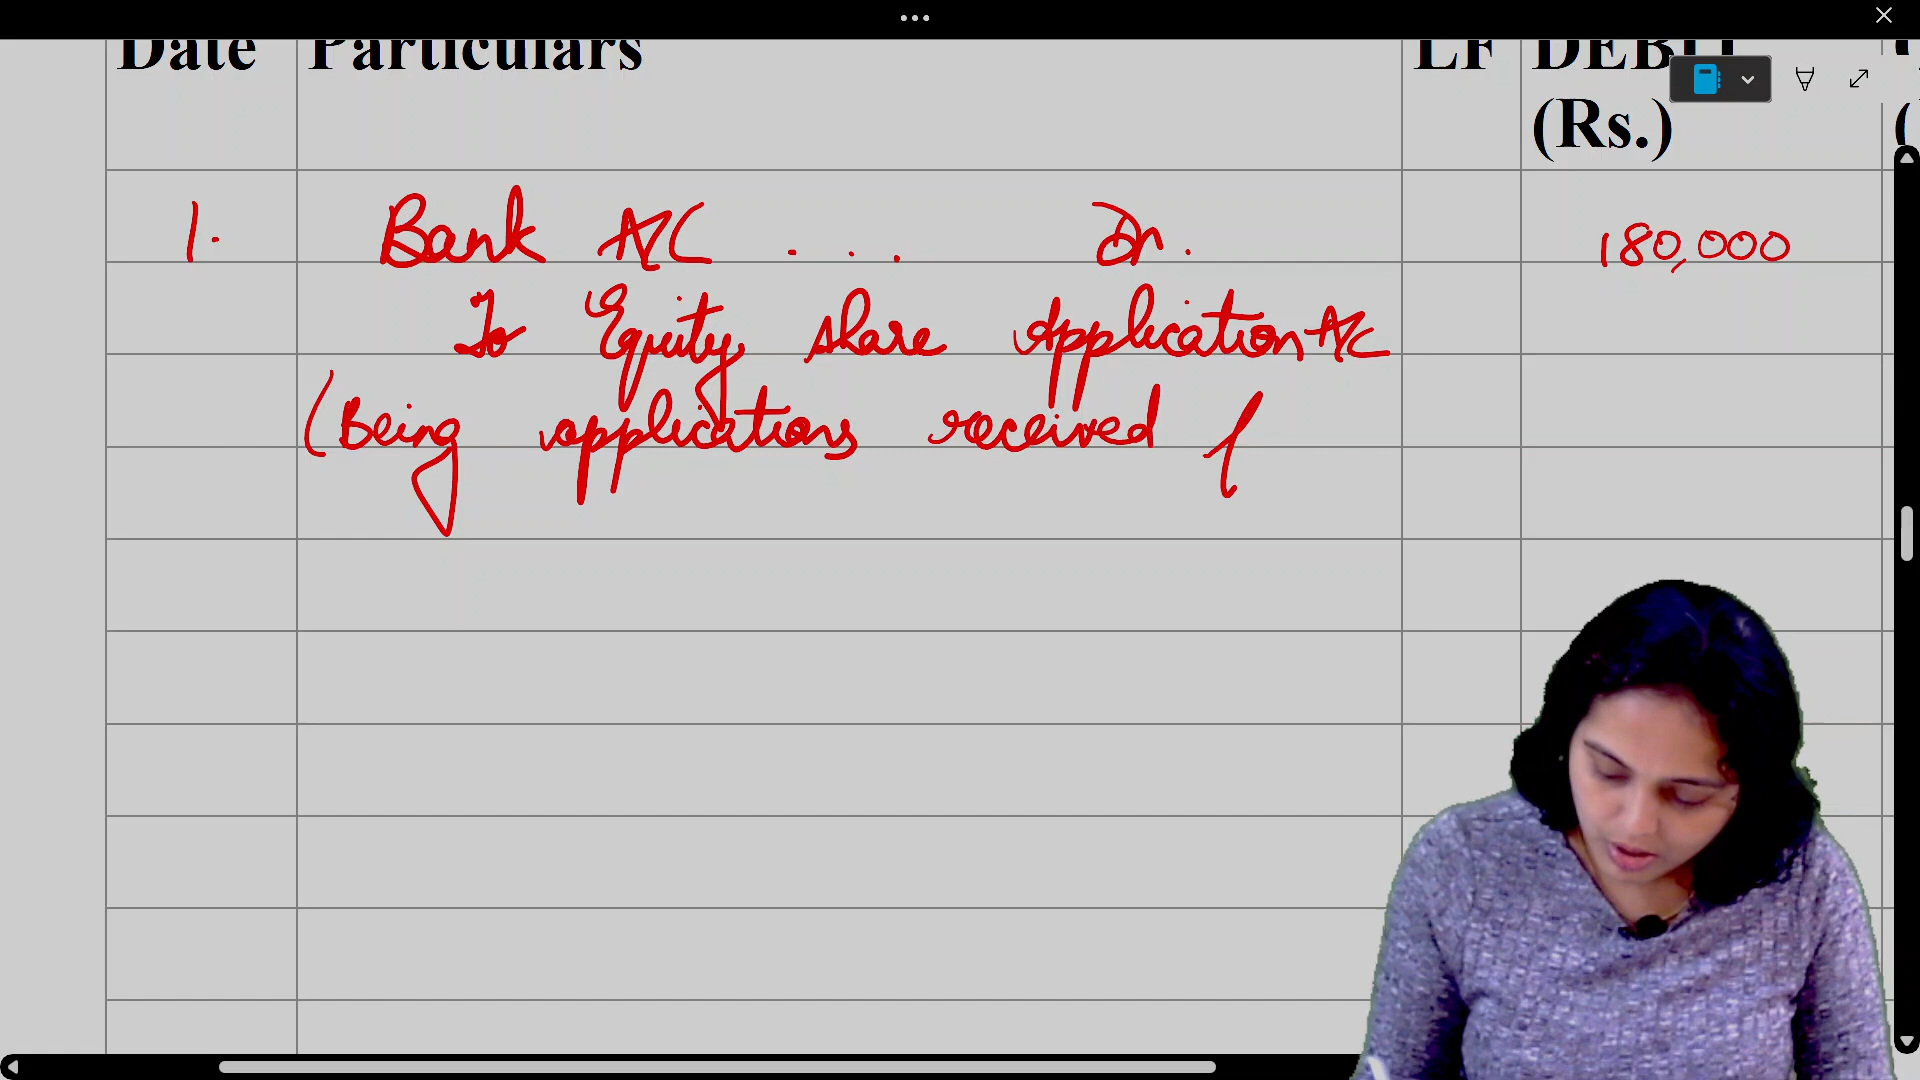 Date Particulars LF DEBIT
(Rs.) (
1. Bank A/C .... Dr. 180,000
To Equity share Application A/C
(Being applications received f